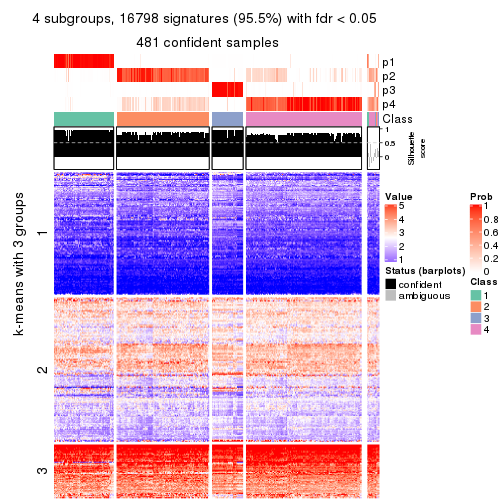 4 subgroups, 16798 signatures (95.5%) with fdr < 0.05
481 confident samples
p1
p2
p3
p4
Class
1
0.5
0
Silhouette
score
k-means with 3 groups
1
2
3
Value
5
4
3
2
1
Status (barplots)
confident
ambiguous
Prob
1
0.8
0.6
0.4
0.2
0
Class
1
2
3
4